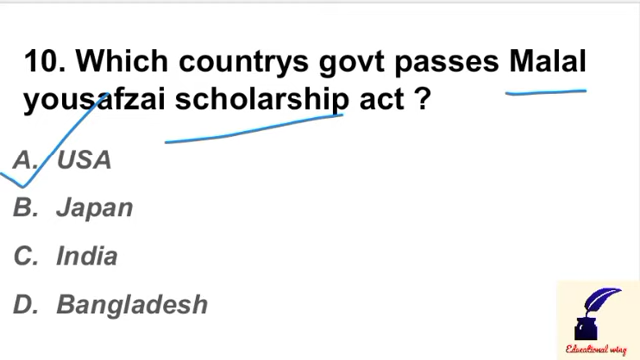 10. Which countrys govt passes Malal
yousafzai scholarship act ?
A. USA
B. Japan
C. India
D. Bangladesh
Educational wing